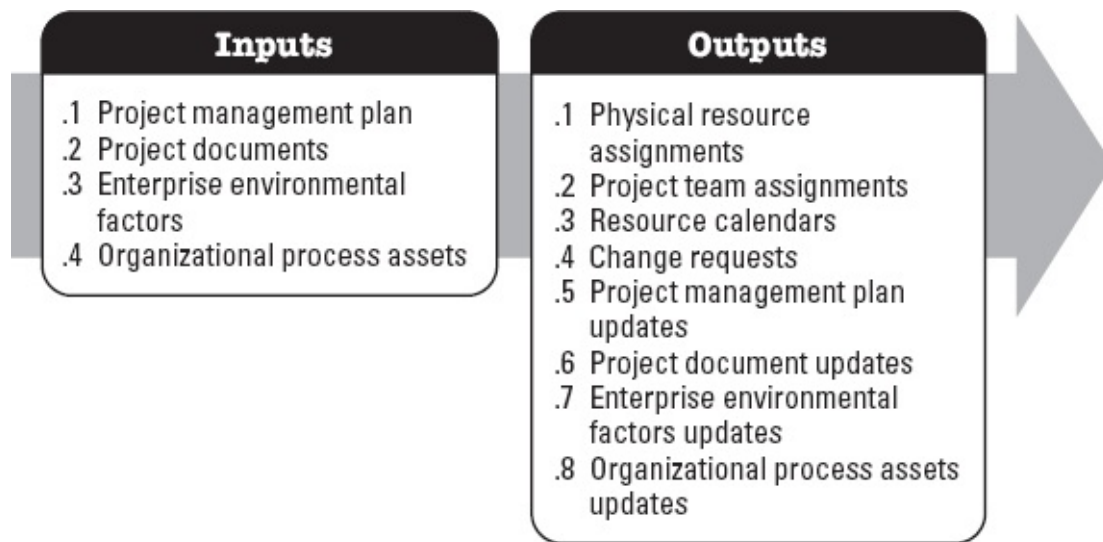 Inputs
.1 Project management plan
.2 Project documents
.3 Enterprise environmental
factors
.4 Organizational process assets
Outputs
.1 Physical resource
assignments
.2 Project team assignments
.3 Resource calendars
.4 Change requests
.5 Project management plan
updates
.6 Project document updates
.7 Enterprise environmental
factors updates
.8 Organizational process assets
updates